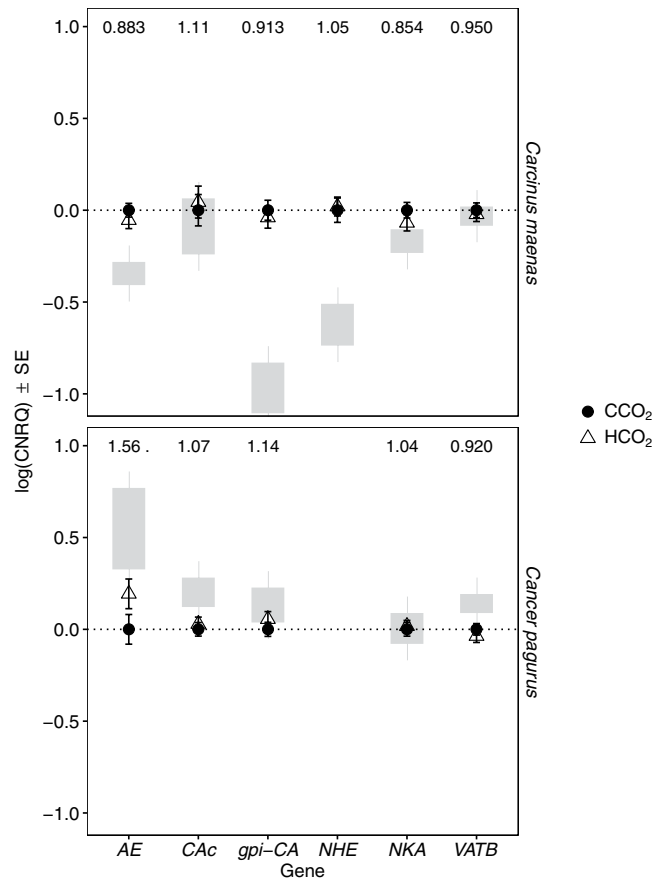 1.0
0.5
0.0
−0.5
−1.0
0.883 1.11 0.913 1.05 0.854 0.950
Carcinus maenas
log(CNRQ) ± SE
CCO₂
HCO₂
1.0
0.5
0.0
−0.5
−1.0
1.56 . 1.07 1.14 1.04 0.920
Cancer pagurus
AE CAc gpi−CA NHE NKA VATB
Gene